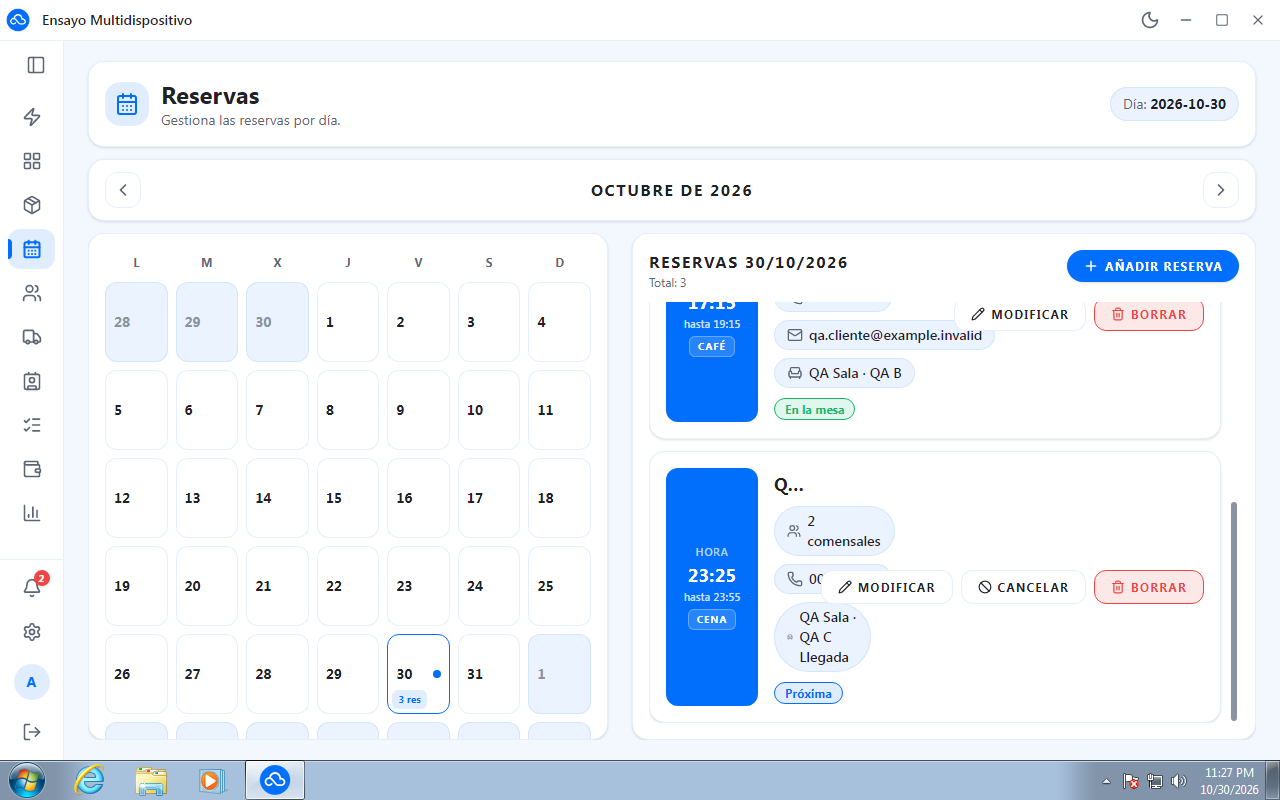 Ensayo Multidispositivo
Reservas
Gestiona las reservas por día.
Día: 2026-10-30
OCTUBRE DE 2026
L M X J V S D
28 29 30 1 2 3 4
5 6 7 8 9 10 11
12 13 14 15 16 17 18
19 20 21 22 23 24 25
26 27 28 29 30 31 1
3 res
RESERVAS 30/10/2026
Total: 3
+ AÑADIR RESERVA
17:15
hasta 19:15
CAFÉ
MODIFICAR
BORRAR
qa.cliente@example.invalid
QA Sala · QA B
En la mesa
HORA
23:25
hasta 23:55
CENA
Q...
2
comensales
00
MODIFICAR
CANCELAR
BORRAR
QA Sala ·
QA C
Llegada
Próxima
2
A
11:27 PM
10/30/2026